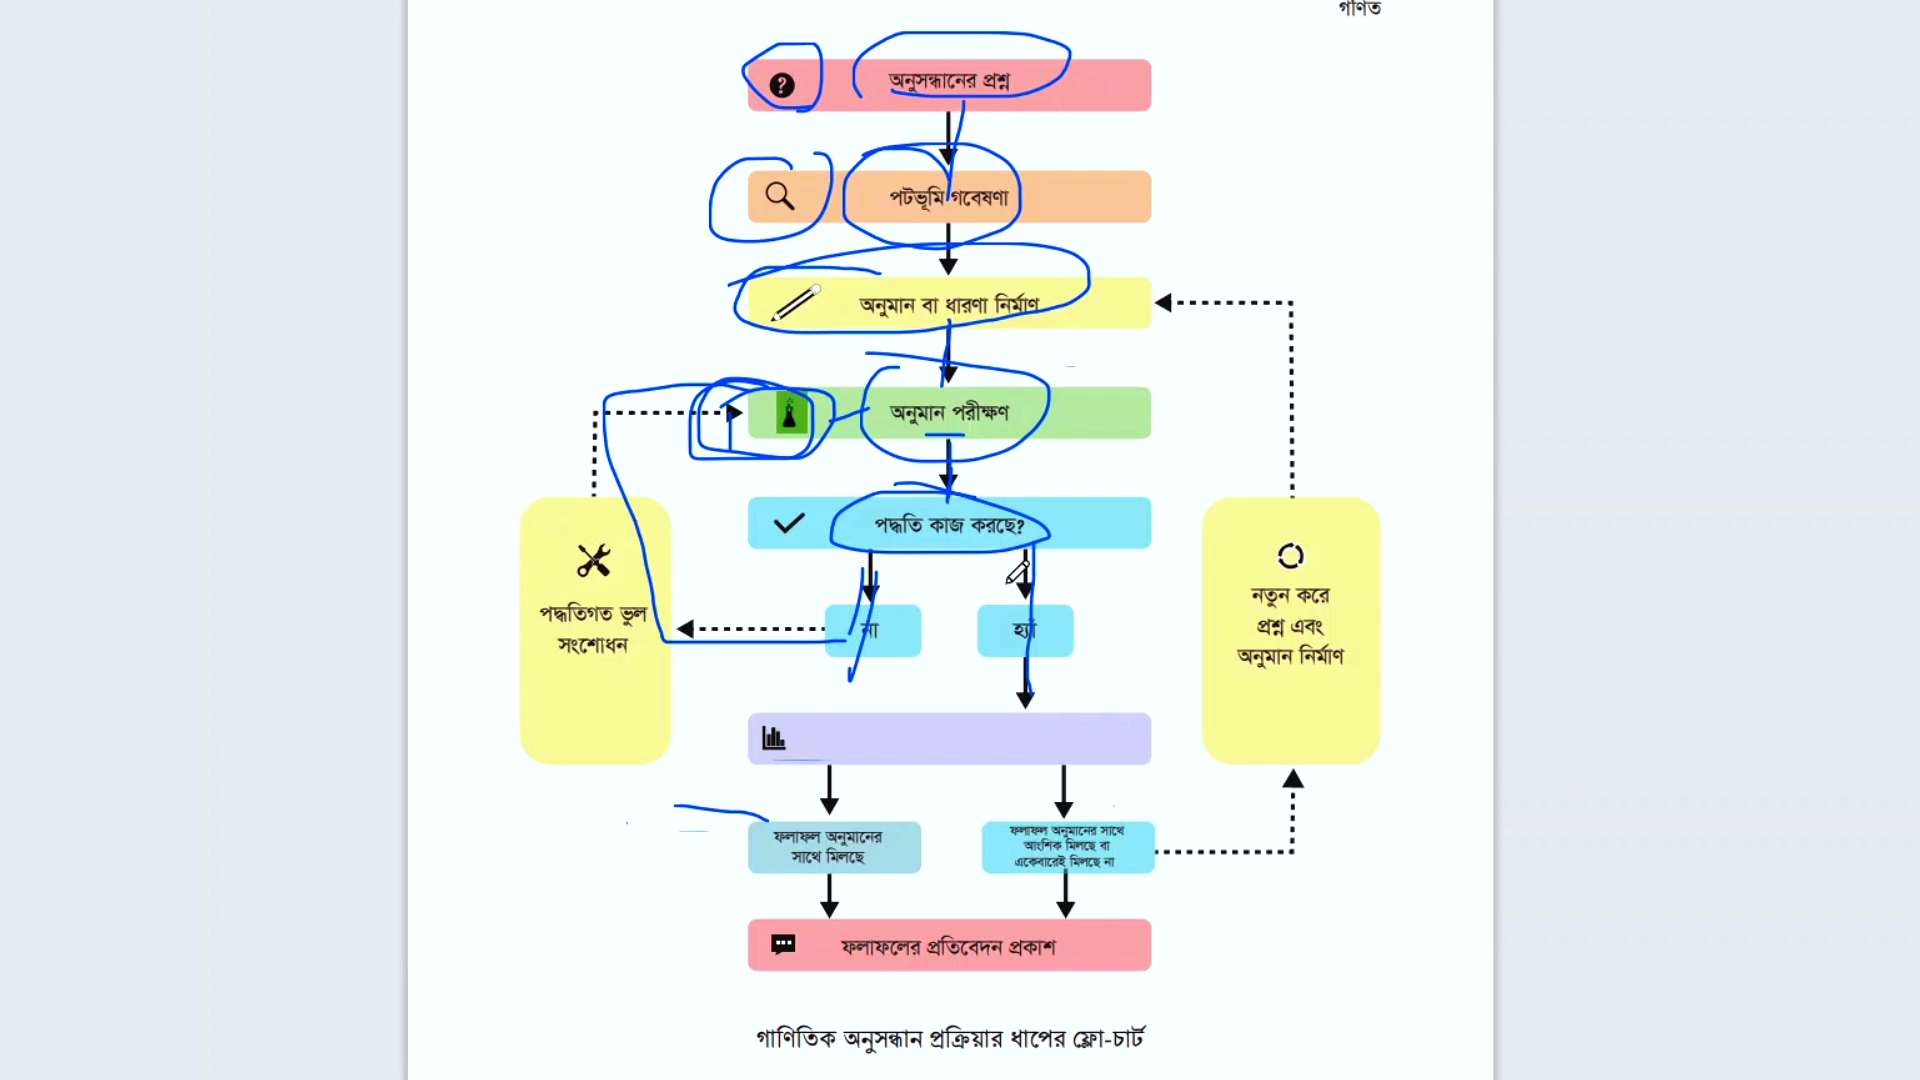 গণিত
অনুসন্ধানের প্রশ্ন
পটভূমি গবেষণা
অনুমান বা ধারণা নির্মাণ
অনুমান পরীক্ষণ
পদ্ধতি কাজ করছে?
পদ্ধতিগত ভুল
সংশোধন
না
হ্যাঁ
নতুন করে
প্রশ্ন এবং
অনুমান নির্মাণ
ফলাফল অনুমানের
সাথে মিলছে
ফলাফল অনুমানের সাথে
আংশিক মিলছে বা
একেবারেই মিলছে না
ফলাফলের প্রতিবেদন প্রকাশ
গাণিতিক অনুসন্ধান প্রক্রিয়ার ধাপের ফ্লো-চার্ট